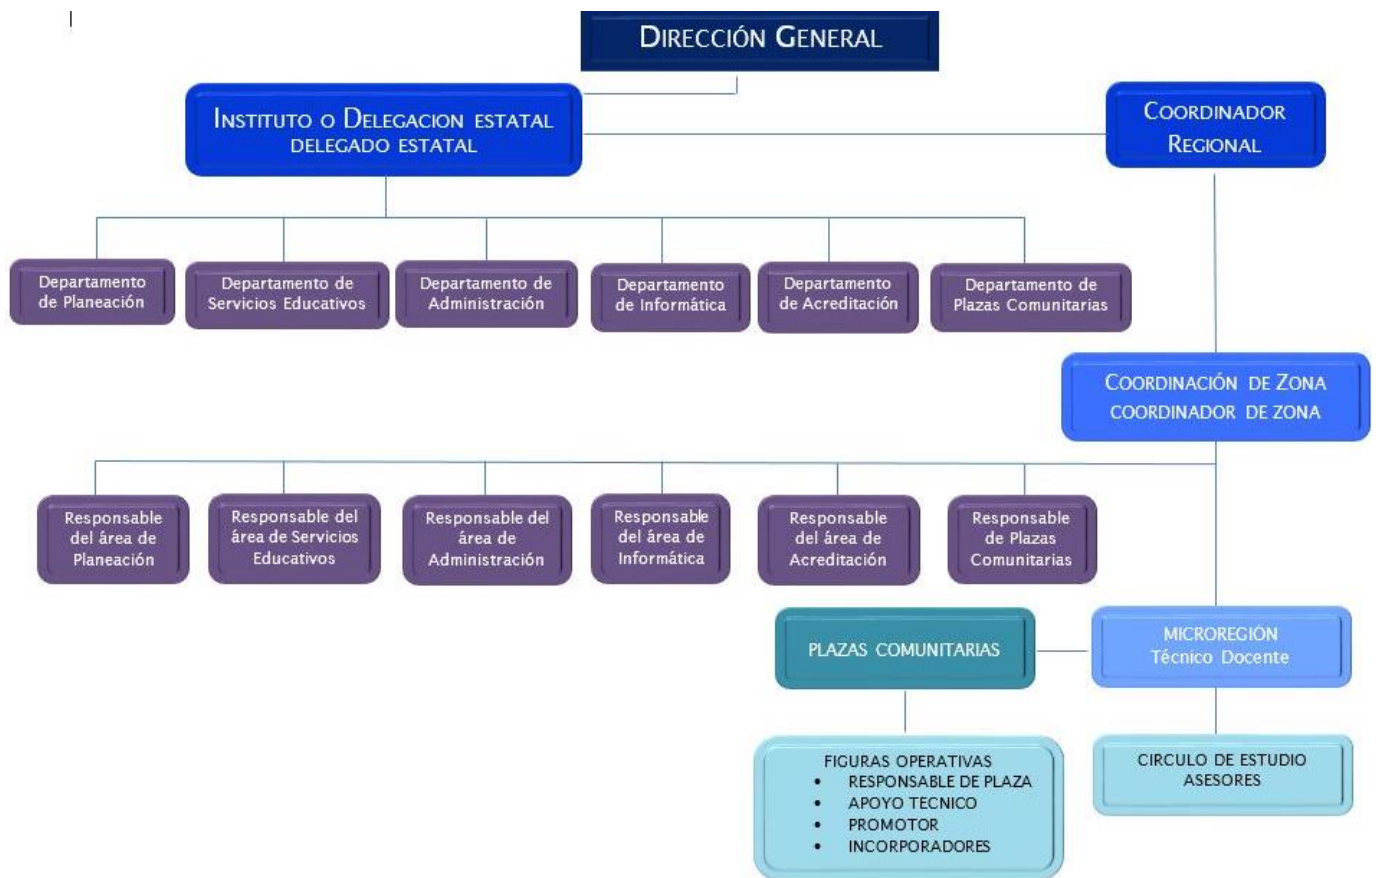 DIRECCIÓN GENERAL
INSTITUTO O DELEGACION ESTATAL
DELEGADO ESTATAL
COORDINADOR
REGIONAL
Departamento
de Planeación
Departamento de
Servicios Educativos
Departamento de
Administración
Departamento
de Informática
Departamento
de Acreditación
Departamento de
Plazas Comunitarias
COORDINACIÓN DE ZONA
COORDINADOR DE ZONA
Responsable
del área de
Planeación
Responsable del
área de Servicios
Educativos
Responsable del
área de
Administración
Responsable
del área de
Informática
Responsable
del área de
Acreditación
Responsable
de Plazas
Comunitarias
PLAZAS COMUNITARIAS
MICROREGIÓN
Técnico Docente
FIGURAS OPERATIVAS
• RESPONSABLE DE PLAZA
• APOYO TÉCNICO
• PROMOTOR
• INCORPORADORES
CIRCULO DE ESTUDIO
ASESORES